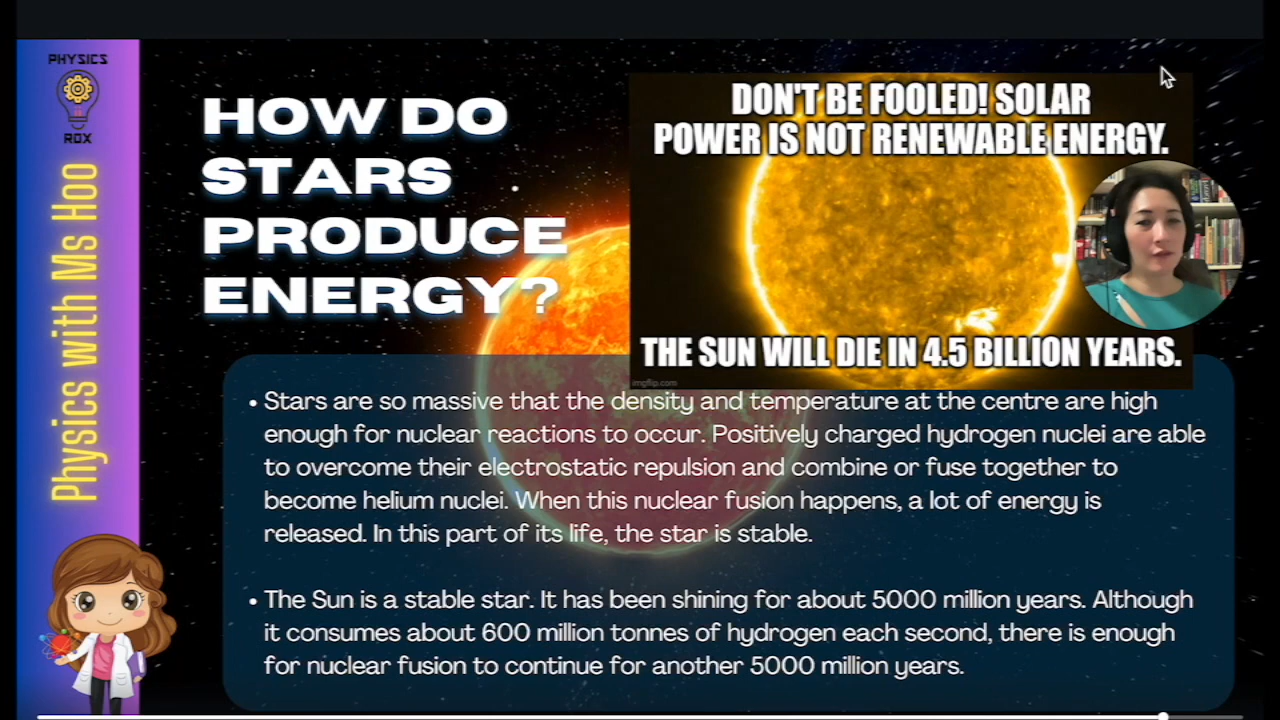 PHYSICS
ROX
Physics with Ms Hoo
HOW DO
STARS
PRODUCE
ENERGY?
DON'T BE FOOLED! SOLAR
POWER IS NOT RENEWABLE ENERGY.
THE SUN WILL DIE IN 4.5 BILLION YEARS.
imgflip.com
• Stars are so massive that the density and temperature at the centre are high
enough for nuclear reactions to occur. Positively charged hydrogen nuclei are able
to overcome their electrostatic repulsion and combine or fuse together to
become helium nuclei. When this nuclear fusion happens, a lot of energy is
released. In this part of its life, the star is stable.
• The Sun is a stable star. It has been shining for about 5000 million years. Although
it consumes about 600 million tonnes of hydrogen each second, there is enough
for nuclear fusion to continue for another 5000 million years.